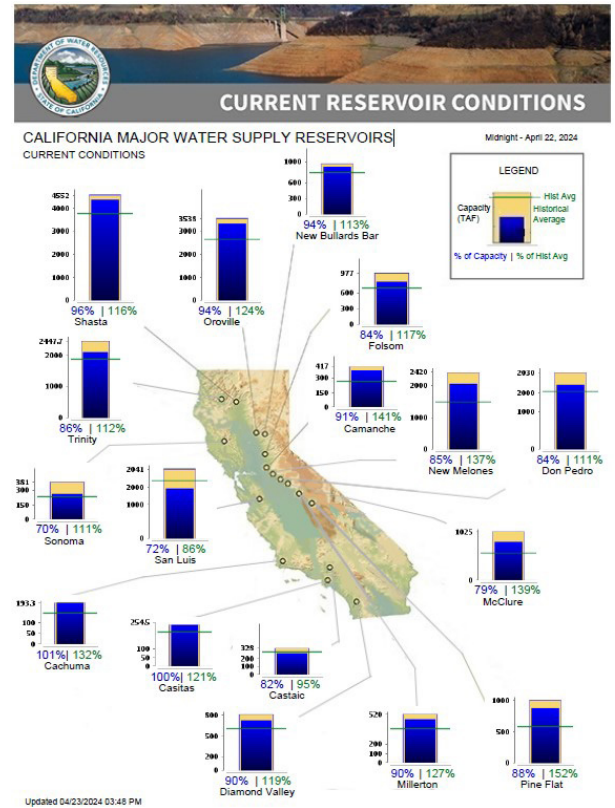 DEPARTMENT OF WATER RESOURCES
STATE OF CALIFORNIA
CURRENT RESERVOIR CONDITIONS
CALIFORNIA MAJOR WATER SUPPLY RESERVOIRS
Midnight - April 22, 2024
CURRENT CONDITIONS
LEGEND
Capacity
(TAF)
Hist Avg
Historical
Average
% of Capacity | % of Hist Avg
4552
4000
3000
2000
1000
0
96% | 116%
Shasta
3000
2000
1000
0
94% | 124%
Oroville
1000
600
300
0
94% | 113%
New Bullards Bar
977
600
300
0
84% | 117%
Folsom
2000
1000
0
86% | 112%
Trinity
417
300
150
0
91% | 141%
Camanche
2420
2000
1000
0
85% | 137%
New Melones
2030
1000
0
84% | 111%
Don Pedro
381
300
150
0
70% | 111%
Sonoma
2041
2000
1000
0
72% | 86%
San Luis
1025
500
0
79% | 139%
McClure
193.3
100
50
0
101% | 132%
Cachuma
254.5
100
50
0
100% | 121%
Casitas
200
100
0
82% | 95%
Castaic
500
0
90% | 119%
Diamond Valley
520
200
100
0
90% | 127%
Millerton
1000
500
0
88% | 152%
Pine Flat
Updated 04/23/2024 03:48 PM